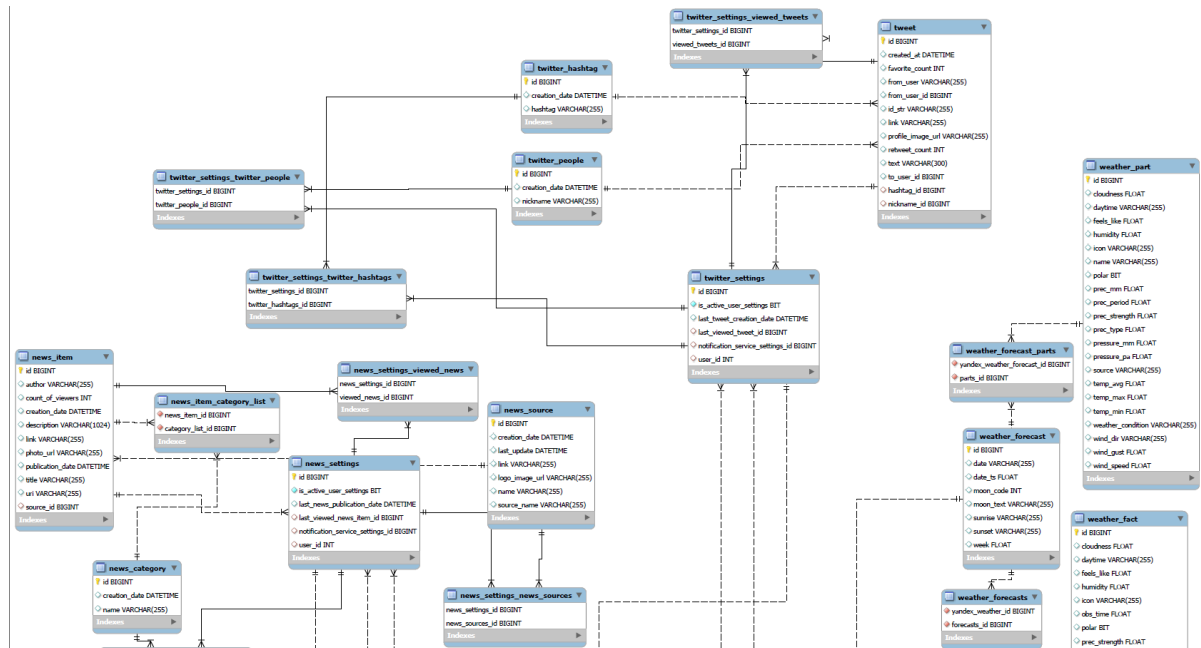 twitter_settings_viewed_tweets
twitter_settings_id BIGINT
viewed_tweets_id BIGINT
Indexes
tweet
id BIGINT
created_at DATETIME
favorite_count INT
from_user VARCHAR(255)
from_user_id BIGINT
id_str VARCHAR(255)
link VARCHAR(255)
profile_image_url VARCHAR(255)
retweet_count INT
text VARCHAR(300)
to_user_id BIGINT
hashtag_id BIGINT
nickname_id BIGINT
Indexes
twitter_hashtag
id BIGINT
creation_date DATETIME
hashtag VARCHAR(255)
Indexes
twitter_people
id BIGINT
creation_date DATETIME
nickname VARCHAR(255)
Indexes
twitter_settings_twitter_people
twitter_settings_id BIGINT
twitter_people_id BIGINT
Indexes
weather_part
id BIGINT
cloudness FLOAT
daytime VARCHAR(255)
feels_like FLOAT
humidity FLOAT
icon VARCHAR(255)
name VARCHAR(255)
polar BIT
prec_mm FLOAT
prec_period FLOAT
prec_strength FLOAT
prec_type FLOAT
pressure_mm FLOAT
pressure_pa FLOAT
source VARCHAR(255)
temp_avg FLOAT
temp_max FLOAT
temp_min FLOAT
weather_condition VARCHAR(255)
wind_dir VARCHAR(255)
wind_gust FLOAT
wind_speed FLOAT
Indexes
twitter_settings_twitter_hashtags
twitter_settings_id BIGINT
twitter_hashtags_id BIGINT
Indexes
twitter_settings
id BIGINT
is_active_user_settings BIT
last_tweet_creation_date DATETIME
last_viewed_tweet_id BIGINT
notification_service_settings_id BIGINT
user_id INT
Indexes
news_item
id BIGINT
author VARCHAR(255)
count_of_viewers INT
creation_date DATETIME
description VARCHAR(1024)
link VARCHAR(255)
photo_url VARCHAR(255)
publication_date DATETIME
title VARCHAR(255)
uri VARCHAR(255)
source_id BIGINT
Indexes
news_item_category_list
news_item_id BIGINT
category_list_id BIGINT
Indexes
news_settings_viewed_news
news_settings_id BIGINT
viewed_news_id BIGINT
Indexes
news_source
id BIGINT
creation_date DATETIME
last_update DATETIME
link VARCHAR(255)
logo_image_url VARCHAR(255)
name VARCHAR(255)
source_name VARCHAR(255)
Indexes
weather_forecast_parts
yandex_weather_forecast_id BIGINT
parts_id BIGINT
Indexes
news_settings
id BIGINT
is_active_user_settings BIT
last_news_publication_date DATETIME
last_viewed_news_item_id BIGINT
notification_service_settings_id BIGINT
user_id INT
Indexes
weather_forecast
id BIGINT
date VARCHAR(255)
date_ts FLOAT
moon_code INT
moon_text VARCHAR(255)
sunrise VARCHAR(255)
sunset VARCHAR(255)
week FLOAT
Indexes
weather_fact
id BIGINT
cloudness FLOAT
daytime VARCHAR(255)
feels_like FLOAT
humidity FLOAT
icon VARCHAR(255)
obs_time FLOAT
polar BIT
prec_strength FLOAT
news_category
id BIGINT
creation_date DATETIME
name VARCHAR(255)
Indexes
news_settings_news_sources
news_settings_id BIGINT
news_sources_id BIGINT
Indexes
weather_forecasts
yandex_weather_id BIGINT
forecasts_id BIGINT
Indexes